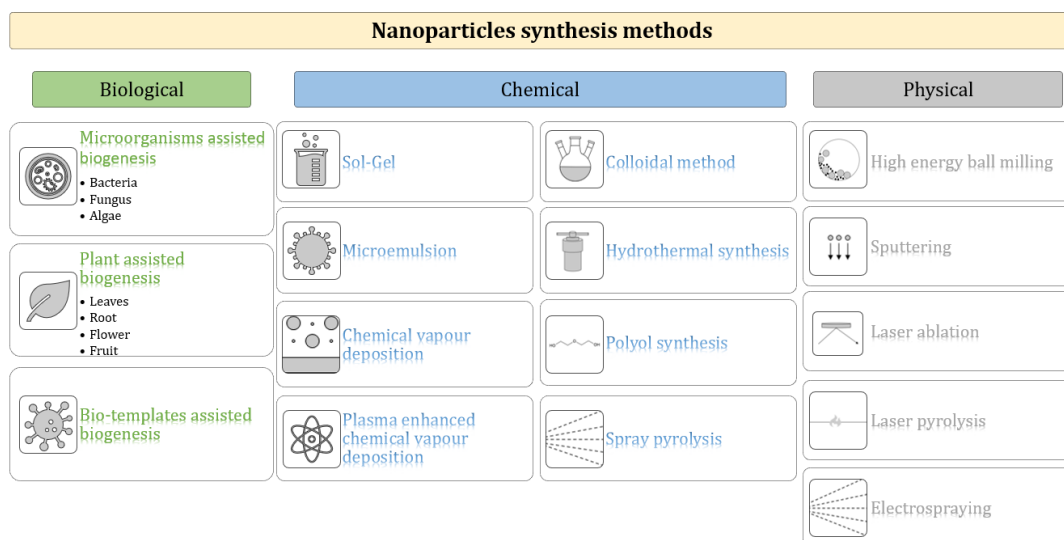 Nanoparticles synthesis methods
Biological
Microorganisms assisted
biogenesis
• Bacteria
• Fungus
• Algae
Plant assisted
biogenesis
• Leaves
• Root
• Flower
• Fruit
Bio-templates assisted
biogenesis
Chemical
Sol-Gel
Microemulsion
Chemical vapour
deposition
Plasma enhanced
chemical vapour
deposition
Colloidal method
Hydrothermal synthesis
Polyol synthesis
Spray pyrolysis
Physical
High energy ball milling
Sputtering
Laser ablation
Laser pyrolysis
Electrospraying